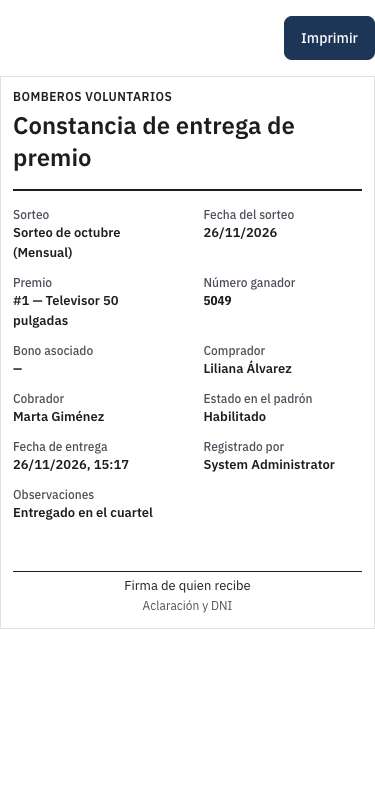 Imprimir
BOMBEROS VOLUNTARIOS
Constancia de entrega de
premio
Sorteo
Sorteo de octubre
(Mensual)
Fecha del sorteo
26/11/2026
Premio
#1 — Televisor 50
pulgadas
Número ganador
5049
Bono asociado
—
Comprador
Liliana Álvarez
Cobrador
Marta Giménez
Estado en el padrón
Habilitado
Fecha de entrega
26/11/2026, 15:17
Registrado por
System Administrator
Observaciones
Entregado en el cuartel
Firma de quien recibe
Aclaración y DNI